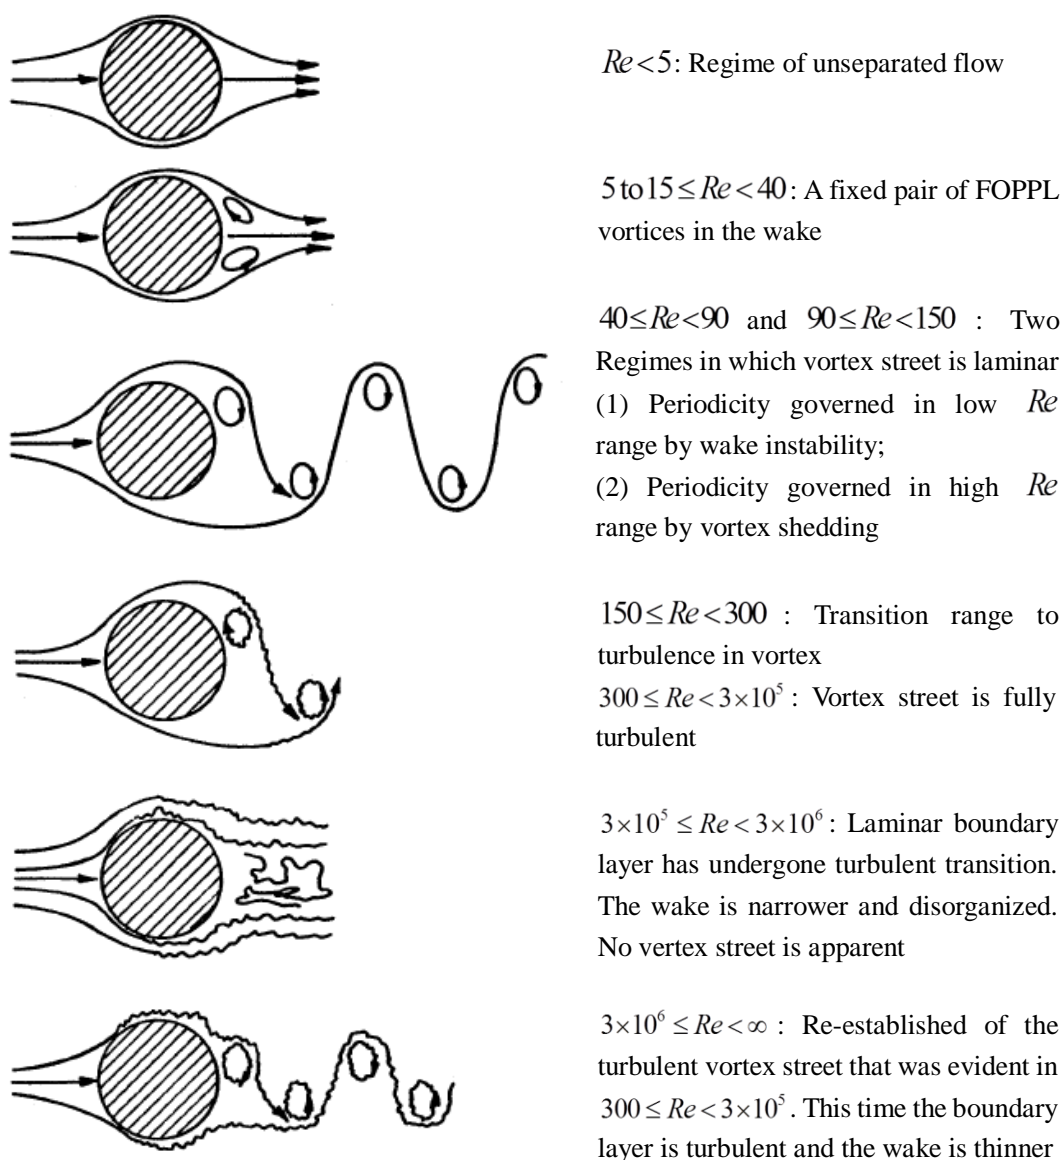 Re<5: Regime of unseparated flow
5 to 15≤Re<40: A fixed pair of FOPPL
vortices in the wake
40≤Re<90 and 90≤Re<150 : Two
Regimes in which vortex street is laminar
(1) Periodicity governed in low Re
range by wake instability;
(2) Periodicity governed in high Re
range by vortex shedding
150≤Re<300 : Transition range to
turbulence in vortex
300≤Re<3×10⁵: Vortex street is fully
turbulent
3×10⁵≤Re<3×10⁶: Laminar boundary
layer has undergone turbulent transition.
The wake is narrower and disorganized.
No vertex street is apparent
3×10⁶≤Re<∞ : Re-established of the
turbulent vortex street that was evident in
300≤Re<3×10⁵. This time the boundary
layer is turbulent and the wake is thinner